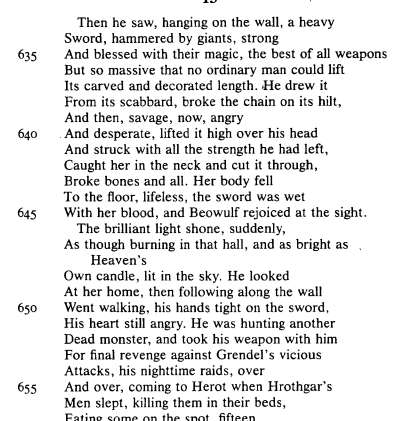 Then he saw, hanging on the wall, a heavy
Sword, hammered by giants, strong
635 And blessed with their magic, the best of all weapons
But so massive that no ordinary man could lift
Its carved and decorated length. He drew it
From its scabbard, broke the chain on its hilt,
And then, savage, now, angry
640 And desperate, lifted it high over his head
And struck with all the strength he had left,
Caught her in the neck and cut it through,
Broke bones and all. Her body fell
To the floor, lifeless, the sword was wet
645 With her blood, and Beowulf rejoiced at the sight.
The brilliant light shone, suddenly,
As though burning in that hall, and as bright as
Heaven's
Own candle, lit in the sky. He looked
At her home, then following along the wall
650 Went walking, his hands tight on the sword,
His heart still angry. He was hunting another
Dead monster, and took his weapon with him
For final revenge against Grendel's vicious
Attacks, his nighttime raids, over
655 And over, coming to Herot when Hrothgar's
Men slept, killing them in their beds,
Eating some on the spot, fifteen